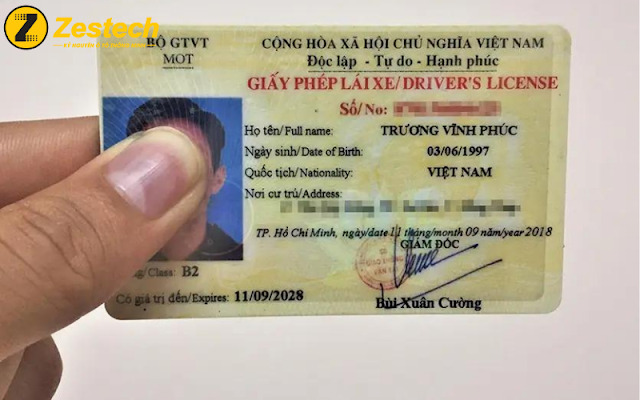 Zestech
BỘ GTVT
MOT
CỘNG HÒA XÃ HỘI CHỦ NGHĨA VIỆT NAM
Độc lập - Tự do - Hạnh phúc
GIẤY PHÉP LÁI XE/DRIVER'S LICENSE
Số/No:
Họ tên/Full name: TRƯƠNG VĨNH PHÚC
Ngày sinh/Date of Birth: 03/06/1997
Quốc tịch/Nationality: VIỆT NAM
Nơi cư trú/Address:
TP. Hồ Chí Minh, ngày/date 11 tháng/month 09 năm/year 2018
GIÁM ĐỐC
/Class: B2
Có giá trị đến/Expires: 11/09/2028
Bùi Xuân Cường